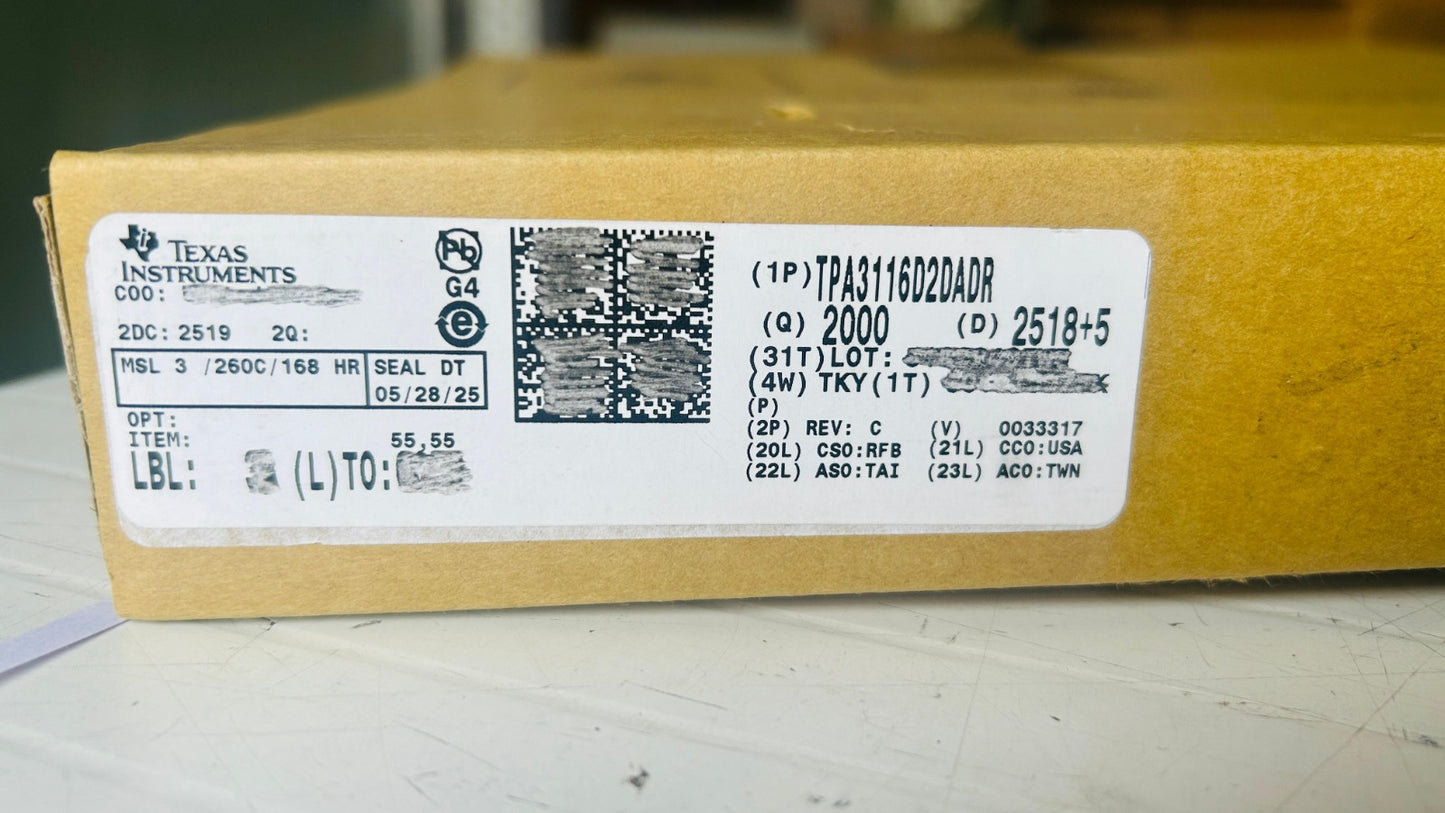 TEXAS
INSTRUMENTS
COO:
2DC: 2519 2Q:
MSL 3 /260C/168 HR
SEAL DT
05/28/25
OPT:
ITEM:
55,55
LBL: (L)TO:
Pb
G4
e
(1P)TPA3116D2DADR
(Q) 2000 (D) 2518+5
(31T)LOT:
(4W) TKY(1T)
(P)
(2P) REV: C (V) 0033317
(20L) CSO:RFB (21L) CCO:USA
(22L) ASO:TAI (23L) ACO:TWN